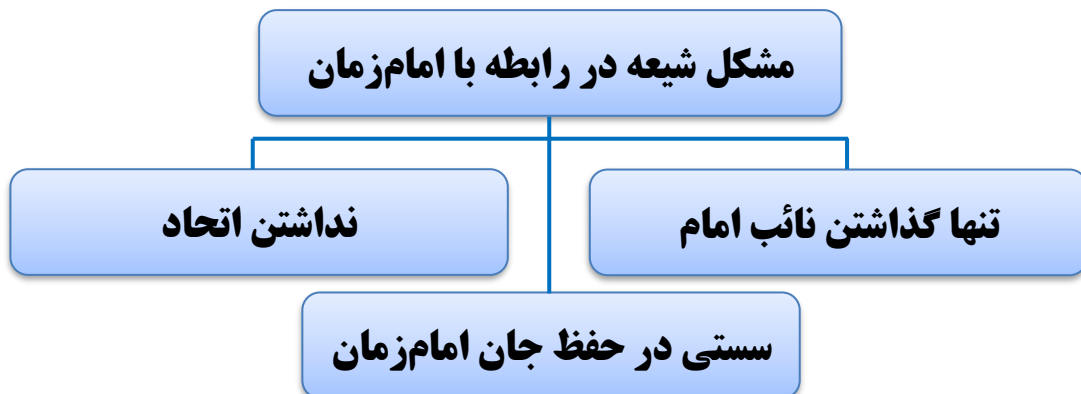 مشکل شیعه در رابطه با امام‌زمان
تنها گذاشتن نائب امام
نداشتن اتحاد
سستی در حفظ جان امام‌زمان